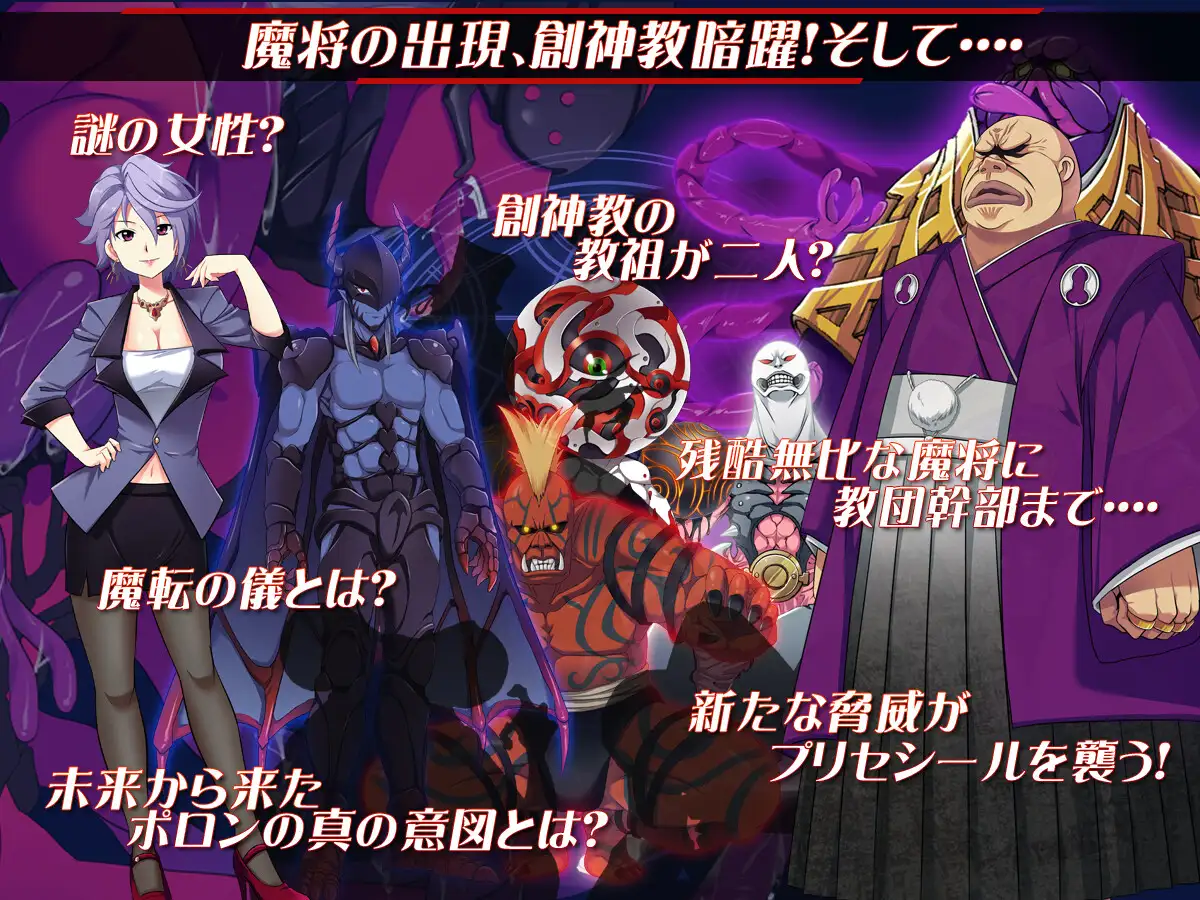 魔将の出現、創神教暗躍!そして‥‥
謎の女性?
創神教の
教祖が二人?
残酷無比な魔将に
教団幹部まで‥‥
魔転の儀とは?
新たな脅威が
プリセシールを襲う!
未来から来た
ポロンの真の意図とは?